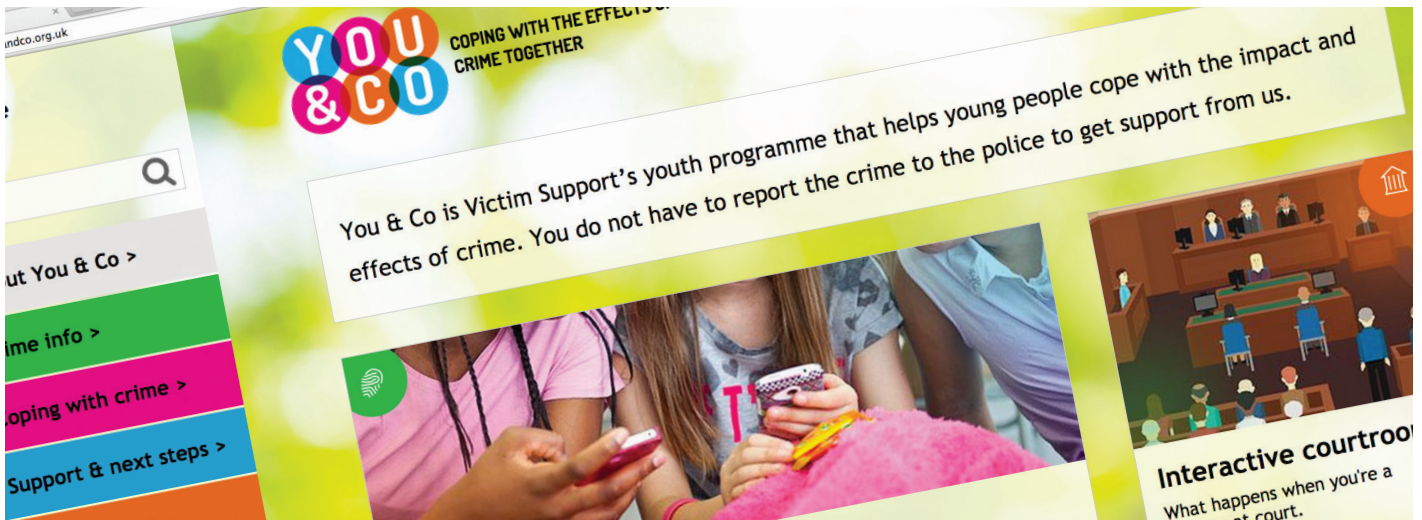 ndco.org.uk
YOU
&CO
COPING WITH THE EFFECTS O
CRIME TOGETHER
You & Co is Victim Support’s youth programme that helps young people cope with the impact and
effects of crime. You do not have to report the crime to the police to get support from us.
ut You & Co >
ime info >
oping with crime >
Support & next steps >
Interactive courtroo
What happens when you're a
t court.